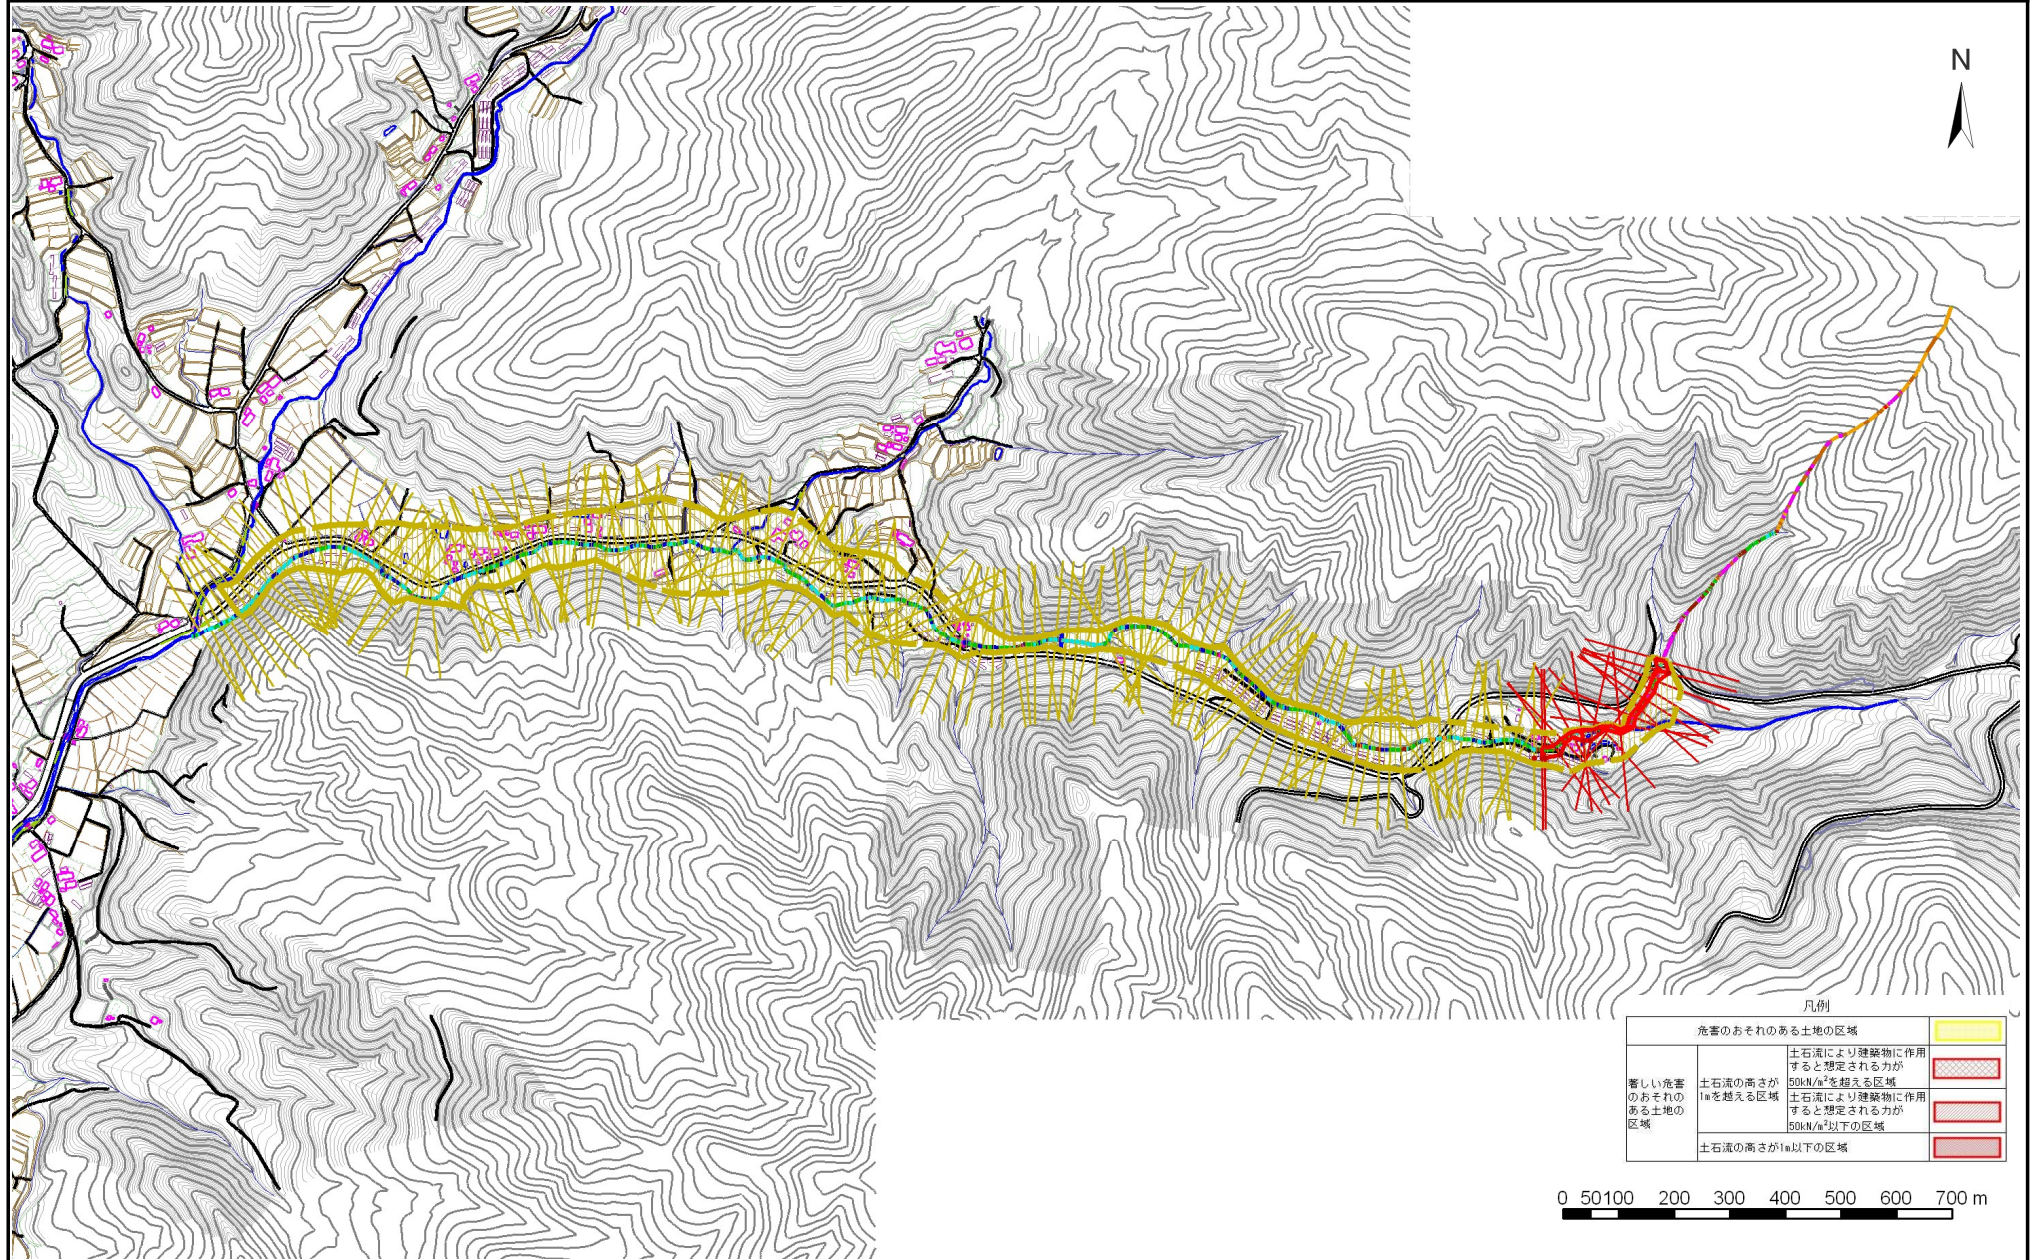 N
凡例
危害のおそれのある土地の区域
著しい危害
のおそれの
ある土地の
区域
土石流の高さが
1mを越える区域
土石流により建築物に作用
すると想定される力が
50kN/m²を超える区域
土石流により建築物に作用
すると想定される力が
50kN/m²以下の区域
土石流の高さが1m以下の区域
0 50 100 200 300 400 500 600 700 m